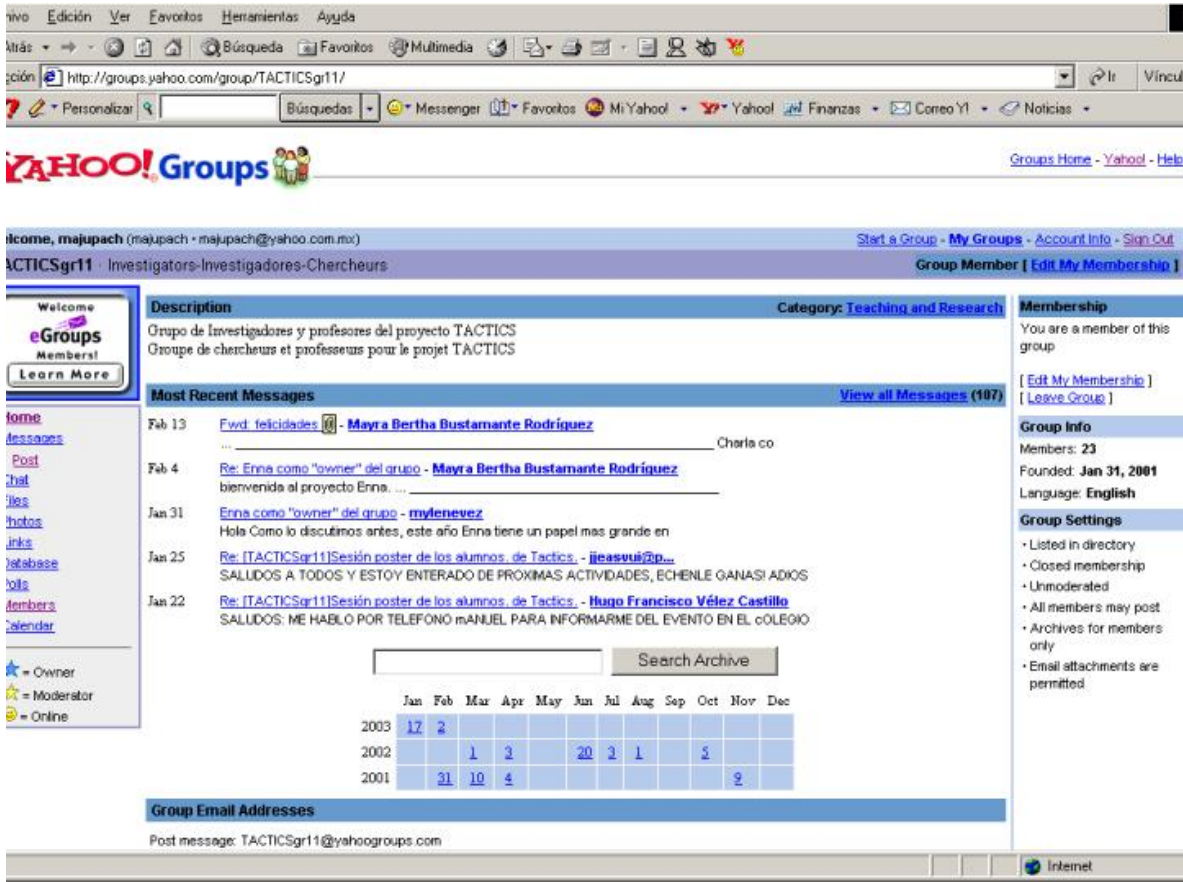 hivo Edición Ver Favoritos Herramientas Ayuda
Atrás Búsqueda Favoritos Multimedia
cción http://groups.yahoo.com/group/TACTICSgr11/ Ir Víncul
Personalizar Búsquedas Messenger Favoritos Mi Yahoo! Yahoo! Finanzas Correo Y! Noticias
YAHOO! Groups
Groups Home - Yahoo! - Help
elcome, majupach (majupach · majupach@yahoo.com.mx) Start a Group - My Groups - Account Info - Sign Out
ACTICSgr11 · Investigators-Investigadores-Chercheurs Group Member [ Edit My Membership ]
Welcome
eGroups
Members!
Learn More
Home
Messages
Post
Chat
Files
Photos
Links
Database
Polls
Members
Calendar
= Owner
= Moderator
= Online
Description Category: Teaching and Research
Grupo de Investigadores y profesores del proyecto TACTICS
Groupe de chercheurs et professeurs pour le projet TACTICS
Most Recent Messages View all Messages (107)
Feb 13 Fwd: felicidades - Mayra Bertha Bustamante Rodríguez
... Charla co
Feb 4 Re: Enna como "owner" del grupo - Mayra Bertha Bustamante Rodríguez
bienvenida al proyecto Enna. ...
Jan 31 Enna como "owner" del grupo - mylenevez
Hola Como lo discutimos antes, este año Enna tiene un papel mas grande en
Jan 25 Re: [TACTICSgr11]Sesión poster de los alumnos, de Tactics. - jjeasvui@p...
SALUDOS A TODOS Y ESTOY ENTERADO DE PROXIMAS ACTIVIDADES, ECHENLE GANAS! ADIOS
Jan 22 Re: [TACTICSgr11]Sesión poster de los alumnos, de Tactics. - Hugo Francisco Vélez Castillo
SALUDOS: ME HABLO POR TELEFONO mANUEL PARA INFORMARME DEL EVENTO EN EL cOLEGIO
Search Archive
Jan Feb Mar Apr May Jun Jul Aug Sep Oct Nov Dec
2003 17 2
2002 1 3 20 3 1 5
2001 31 10 4 9
Group Email Addresses
Post message: TACTICSgr11@yahoogroups.com
Membership
You are a member of this
group
[ Edit My Membership ]
[ Leave Group ]
Group Info
Members: 23
Founded: Jan 31, 2001
Language: English
Group Settings
· Listed in directory
· Closed membership
· Unmoderated
· All members may post
· Archives for members
only
· Email attachments are
permitted
Internet